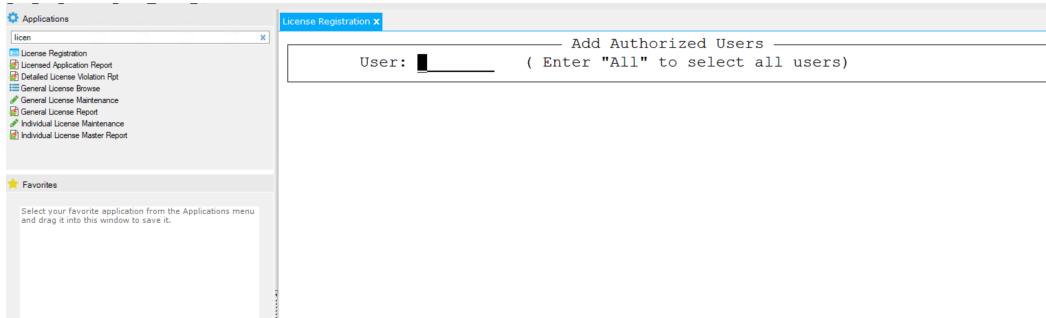 Applications
licen
License Registration
Licensed Application Report
Detailed License Violation Rpt
General License Browse
General License Maintenance
General License Report
Individual License Maintenance
Individual License Master Report
Favorites
Select your favorite application from the Applications menu
and drag it into this window to save it.
License Registration x
Add Authorized Users
User: ( Enter "All" to select all users)